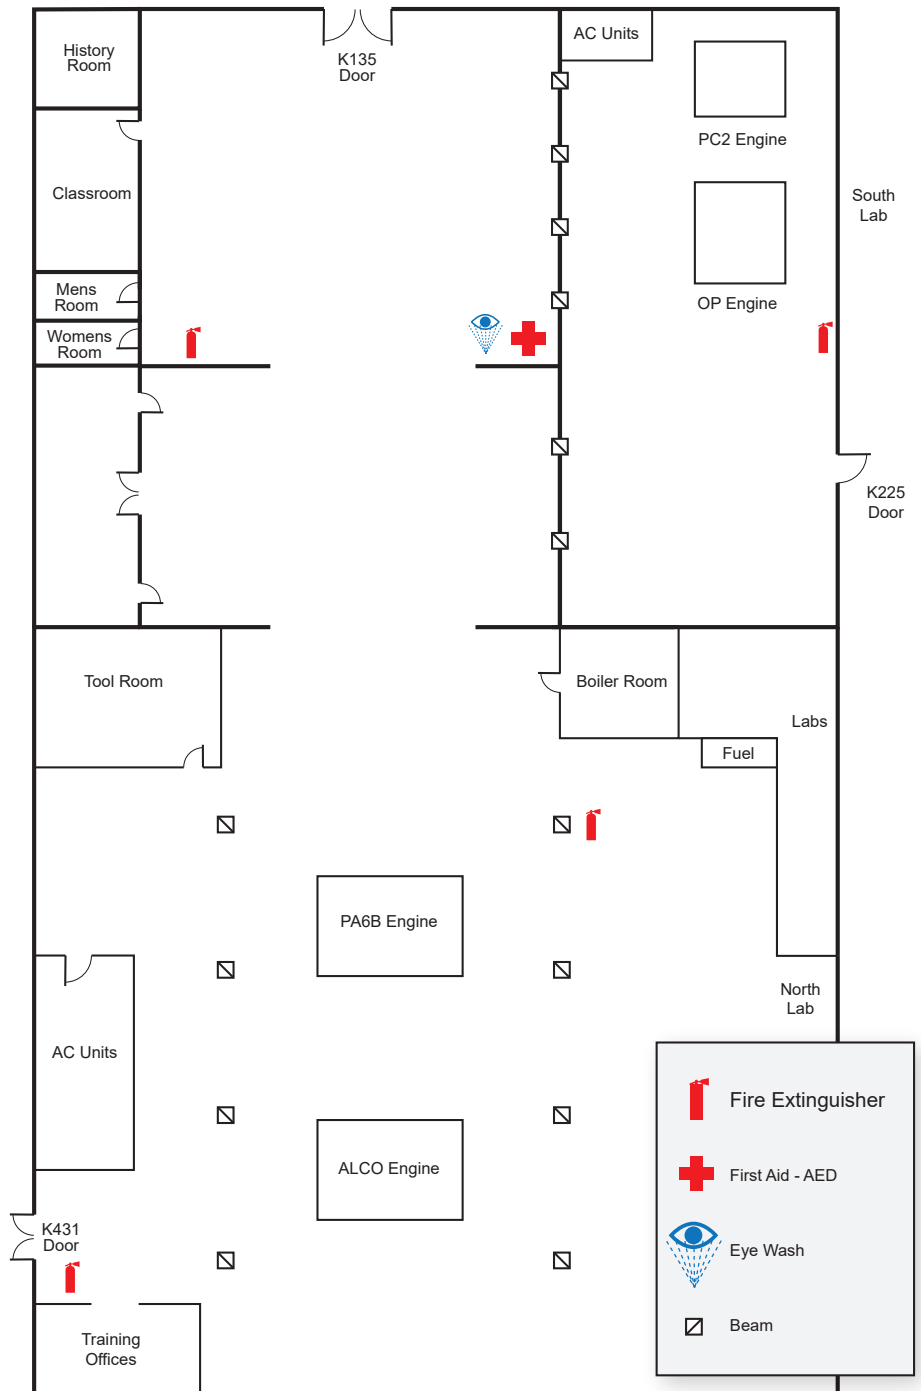 History
Room
K135
Door
AC Units
PC2 Engine
Classroom
South
Lab
Mens
Room
OP Engine
Womens
Room
K225
Door
Tool Room
Boiler Room
Labs
Fuel
PA6B Engine
North
Lab
AC Units
Fire Extinguisher
ALCO Engine
First Aid - AED
K431
Door
Eye Wash
Beam
Training
Offices